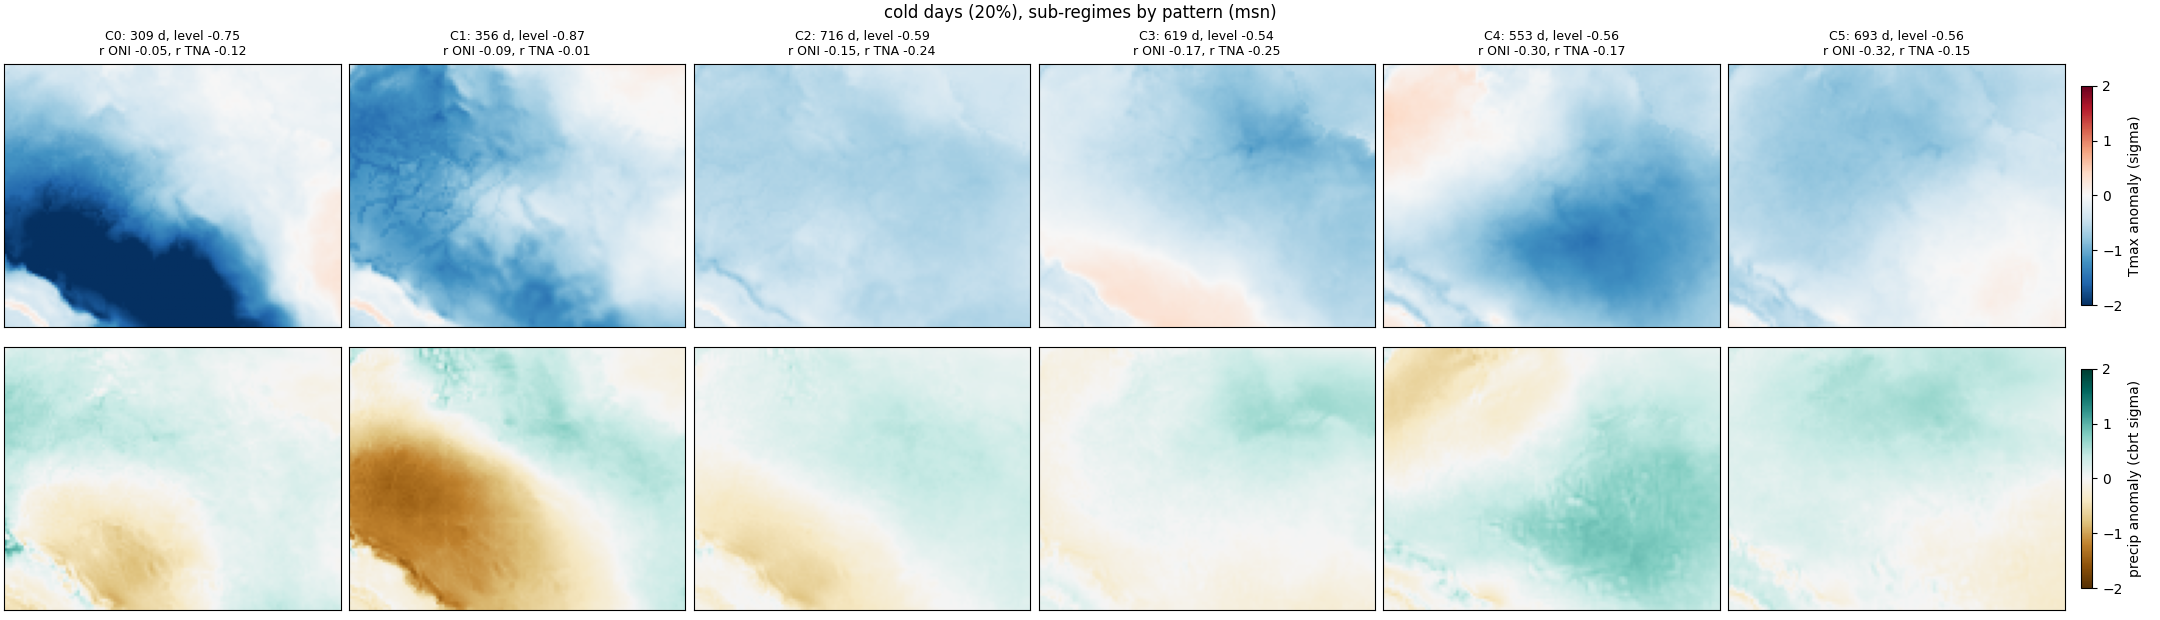 cold days (20%), sub-regimes by pattern (msn)
C0: 309 d, level -0.75
r ONI -0.05, r TNA -0.12
C1: 356 d, level -0.87
r ONI -0.09, r TNA -0.01
C2: 716 d, level -0.59
r ONI -0.15, r TNA -0.24
C3: 619 d, level -0.54
r ONI -0.17, r TNA -0.25
C4: 553 d, level -0.56
r ONI -0.30, r TNA -0.17
C5: 693 d, level -0.56
r ONI -0.32, r TNA -0.15
2
1
0
−1
−2
Tmax anomaly (sigma)
2
1
0
−1
−2
precip anomaly (cbrt sigma)